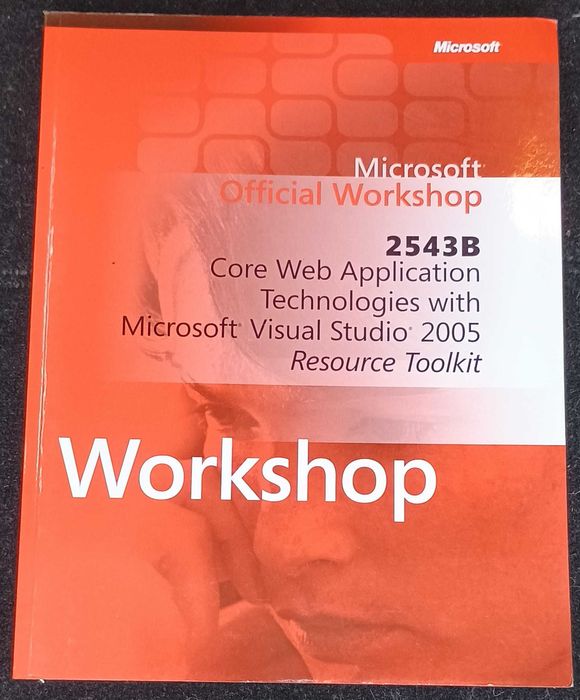 Microsoft
Microsoft®
Official Workshop
2543B
Core Web Application
Technologies with
Microsoft® Visual Studio® 2005
Resource Toolkit
Workshop